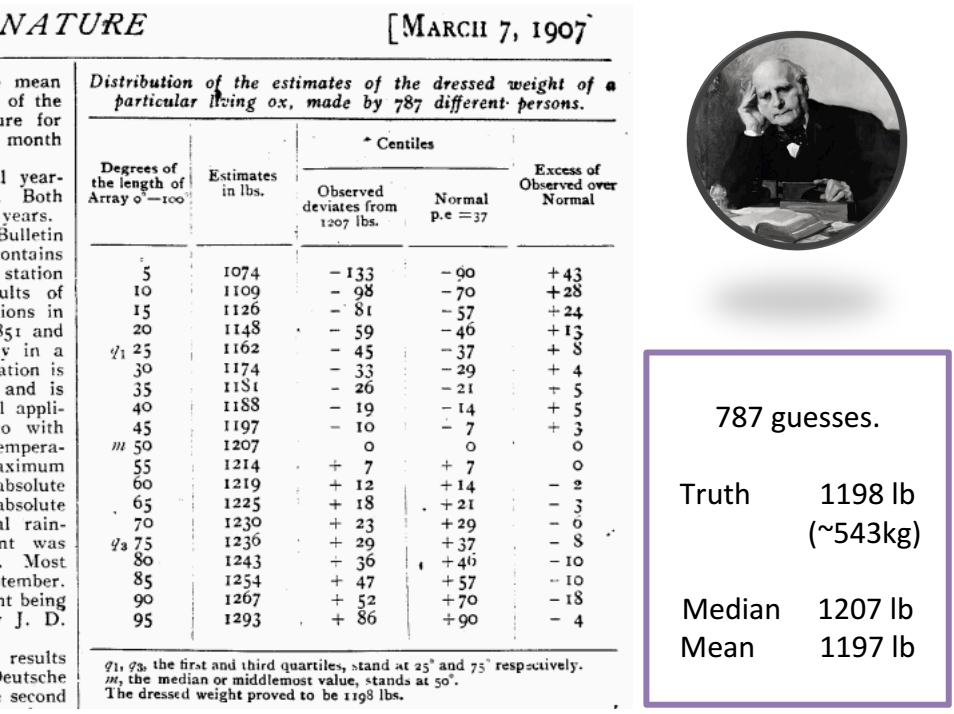 NATURE
[MARCH 7, 1907
mean
of the
ure for
month
l year-
Both
years.
Bulletin
ontains
station
ults of
ions in
851 and
y in a
ation is
and is
l appli-
o with
empera-
aximum
absolute
absolute
al rain-
nt was
. Most
tember.
nt being
J. D.
results
Deutsche
second
Distribution of the estimates of the dressed weight of a
particular living ox, made by 787 different persons.
Degrees of
the length of
Array 0°—100°
Estimates
in lbs.
* Centiles
Observed
deviates from
1207 lbs.
Normal
p.e = 37
Excess of
Observed over
Normal
5 1074 - 133 - 90 + 43
10 1109 - 98 - 70 + 28
15 1126 - 81 - 57 + 24
20 1148 - 59 - 46 + 13
q1 25 1162 - 45 - 37 + 8
30 1174 - 33 - 29 + 4
35 1181 - 26 - 21 + 5
40 1188 - 19 - 14 + 5
45 1197 - 10 - 7 + 3
m 50 1207 0 0 0
55 1214 + 7 + 7 0
60 1219 + 12 + 14 - 2
65 1225 + 18 + 21 - 3
70 1230 + 23 + 29 - 6
q3 75 1236 + 29 + 37 - 8
80 1243 + 36 + 46 - 10
85 1254 + 47 + 57 - 10
90 1267 + 52 + 70 - 18
95 1293 + 86 + 90 - 4
q1, q3, the first and third quartiles, stand at 25° and 75° respectively.
m, the median or middlemost value, stands at 50°.
The dressed weight proved to be 1198 lbs.
787 guesses.
Truth 1198 lb
(~543kg)
Median 1207 lb
Mean 1197 lb